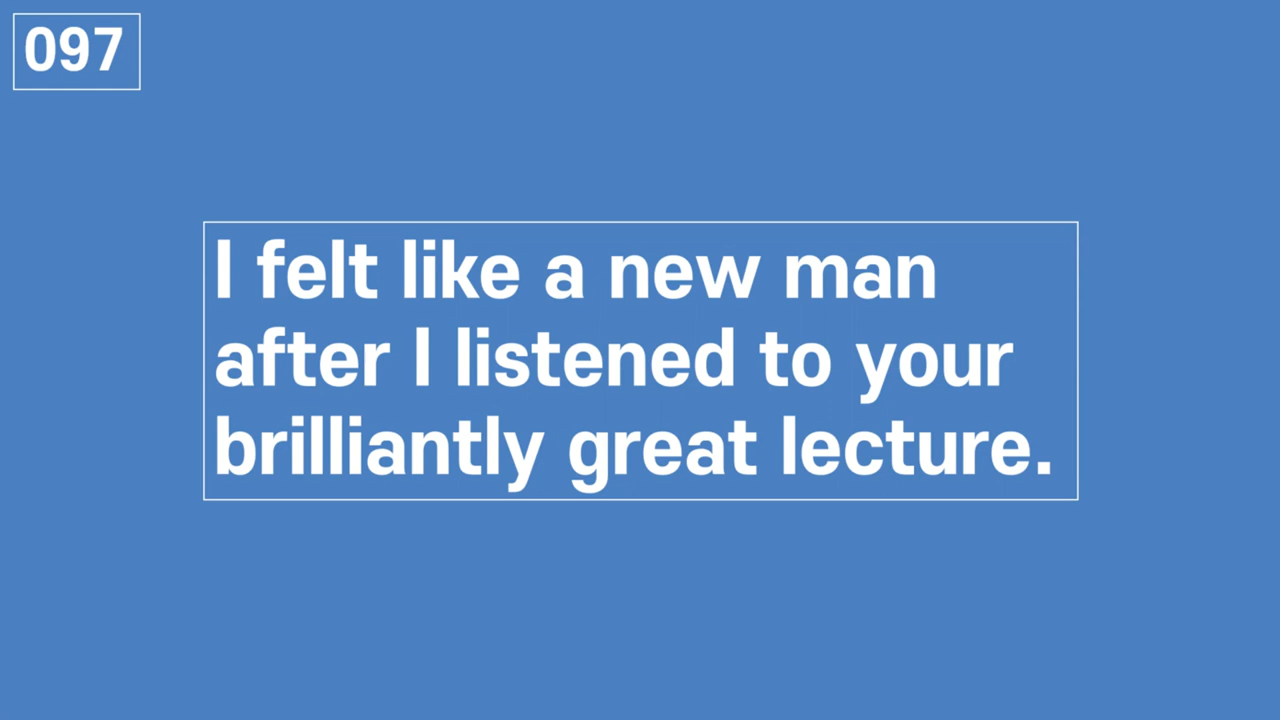 097
I felt like a new man
after I listened to your
brilliantly great lecture.